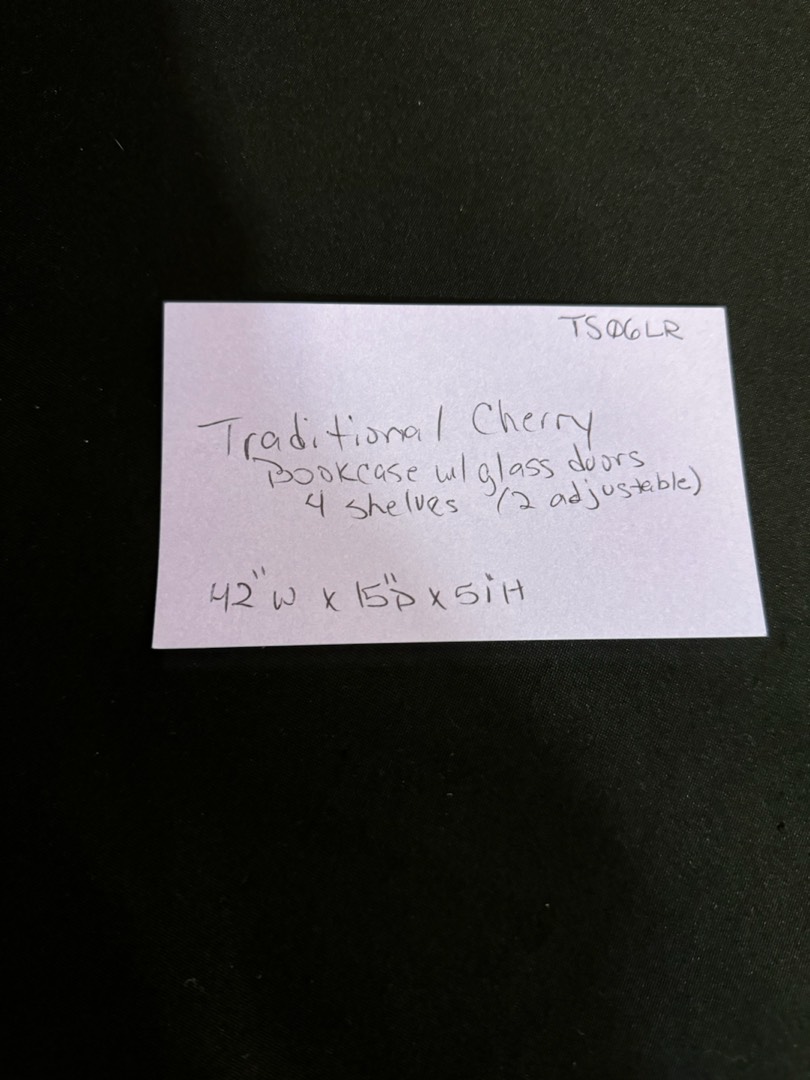 TS06LR
Traditional Cherry
Bookcase w/ glass doors
4 shelves (2 adjustable)
42"W x 15"D x 51"H